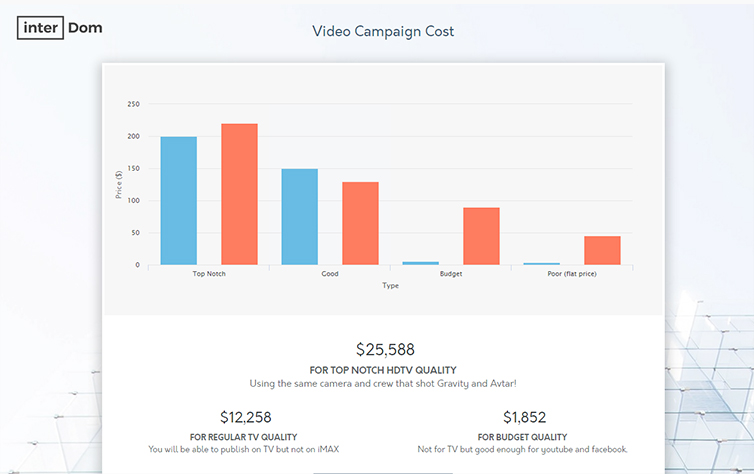 inter Dom
Video Campaign Cost
250
200
150
100
50
0
Price ($)
Top Notch Good Budget Poor (flat price)
Type
$25,588
FOR TOP NOTCH HDTV QUALITY
Using the same camera and crew that shot Gravity and Avtar!
$12,258 $1,852
FOR REGULAR TV QUALITY FOR BUDGET QUALITY
You will be able to publish on TV but not on iMAX Not for TV but good enough for youtube and facebook.